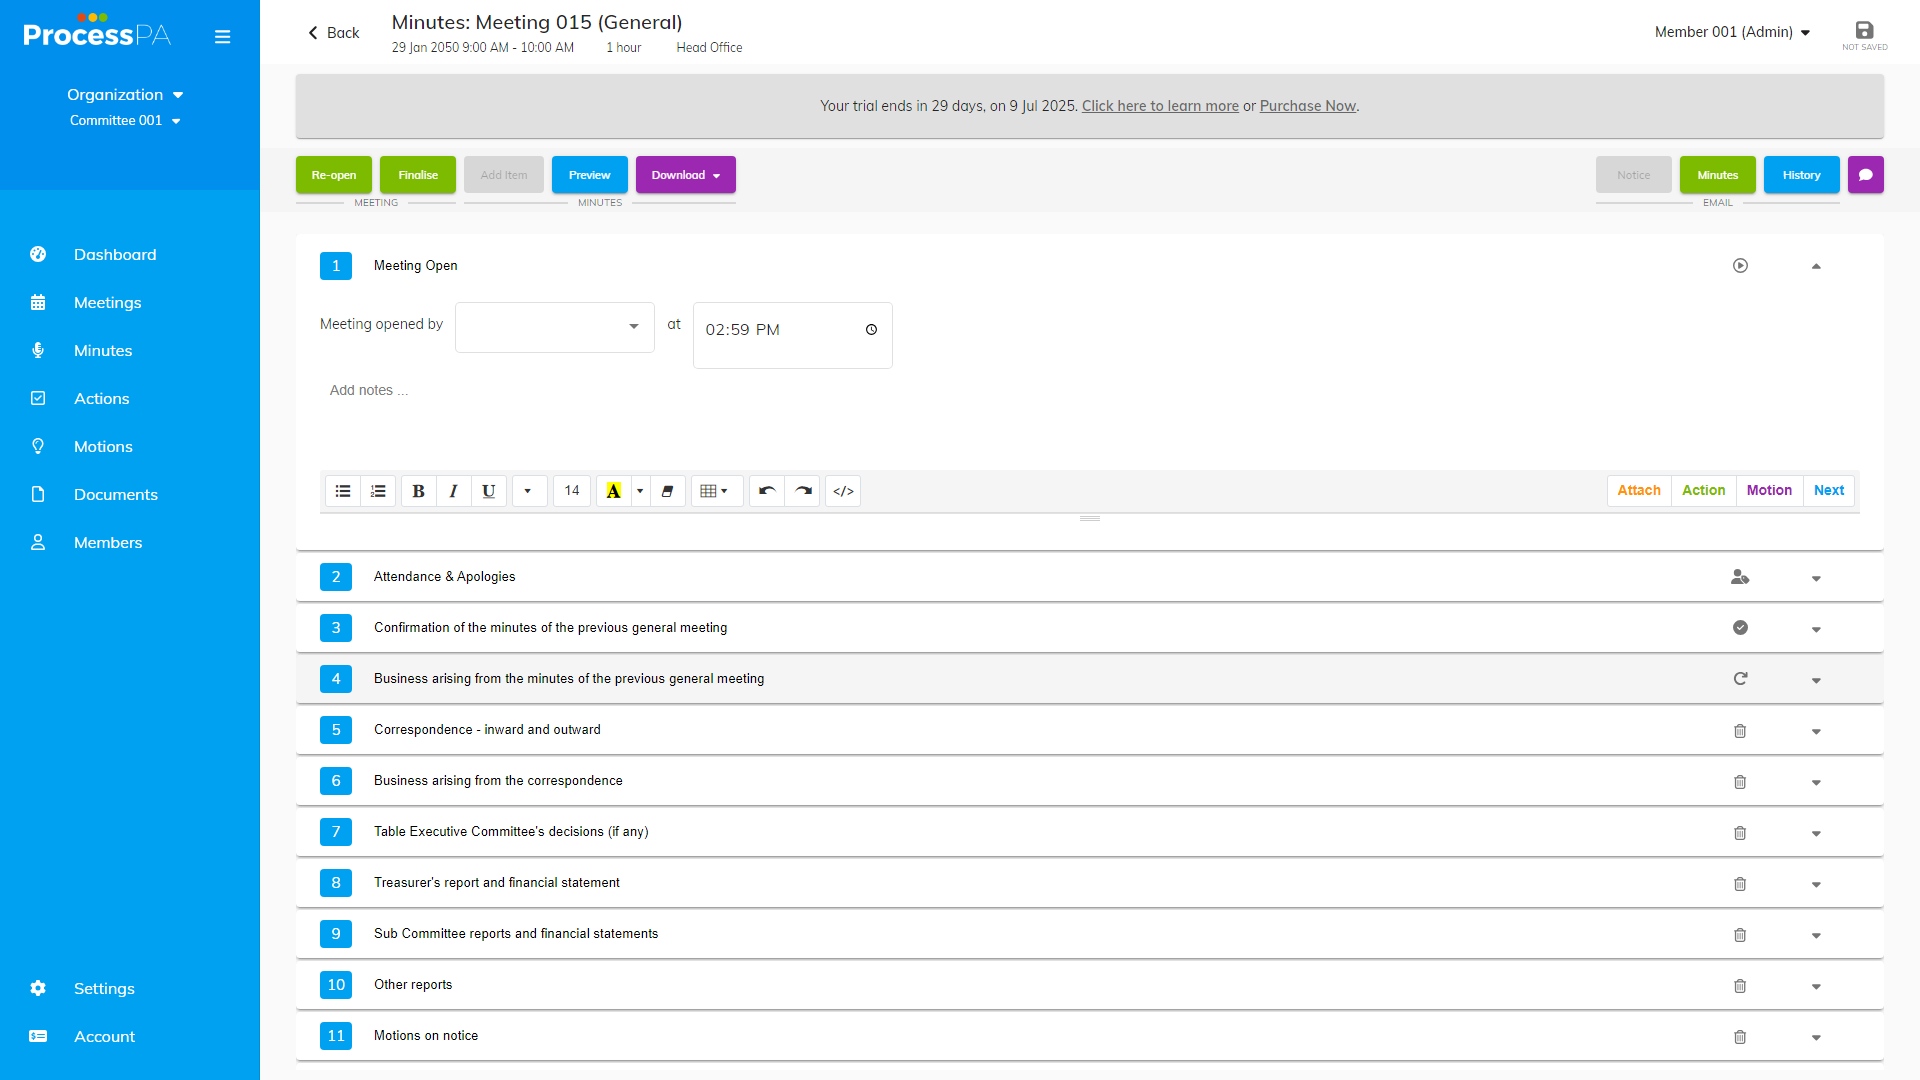 ProcessPA
Organization
Committee 001
Dashboard
Meetings
Minutes
Actions
Motions
Documents
Members
Settings
Account
Back
Minutes: Meeting 015 (General)
29 Jan 2050 9:00 AM - 10:00 AM 1 hour Head Office
Member 001 (Admin)
NOT SAVED
Your trial ends in 29 days, on 9 Jul 2025. Click here to learn more or Purchase Now.
Re-open Finalise Add Item Preview Download
MEETING MINUTES
Notice Minutes History
EMAIL
1 Meeting Open
Meeting opened by at 02:59 PM
Add notes ...
B I U 14 A </> Attach Action Motion Next
2 Attendance & Apologies
3 Confirmation of the minutes of the previous general meeting
4 Business arising from the minutes of the previous general meeting
5 Correspondence - inward and outward
6 Business arising from the correspondence
7 Table Executive Committee's decisions (if any)
8 Treasurer's report and financial statement
9 Sub Committee reports and financial statements
10 Other reports
11 Motions on notice